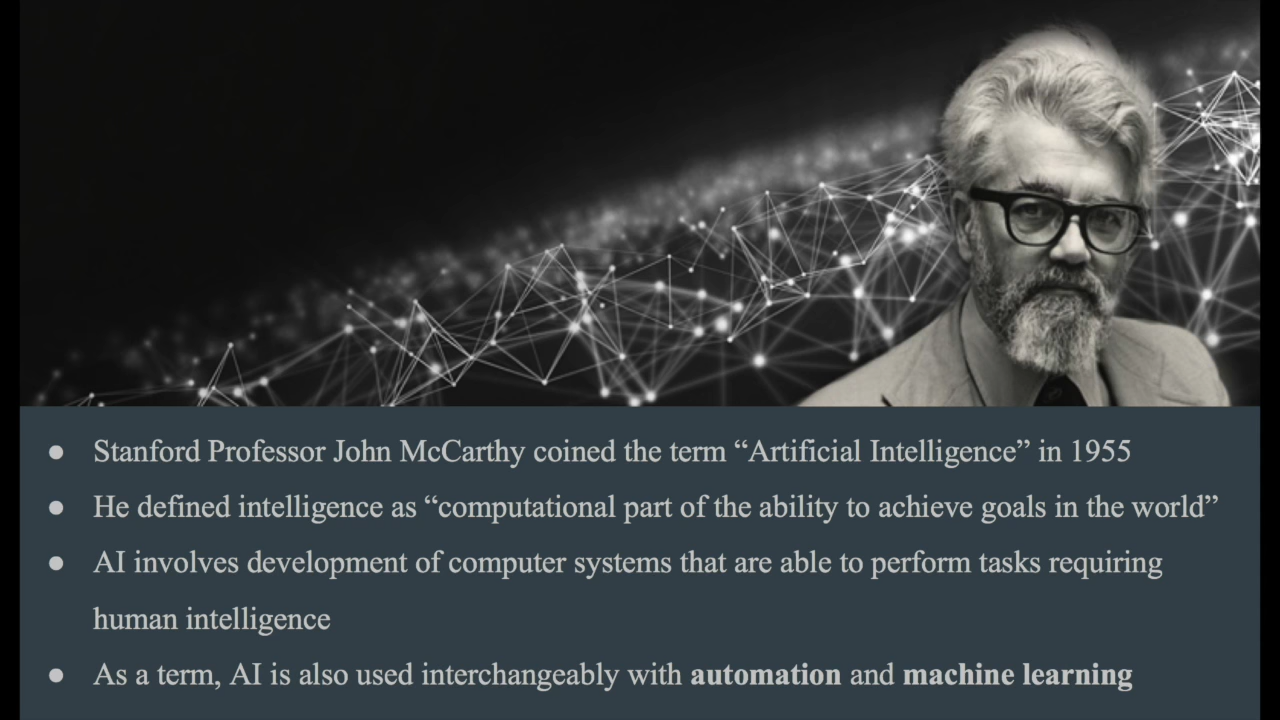 ● Stanford Professor John McCarthy coined the term “Artificial Intelligence” in 1955
● He defined intelligence as “computational part of the ability to achieve goals in the world”
● AI involves development of computer systems that are able to perform tasks requiring
human intelligence
● As a term, AI is also used interchangeably with automation and machine learning